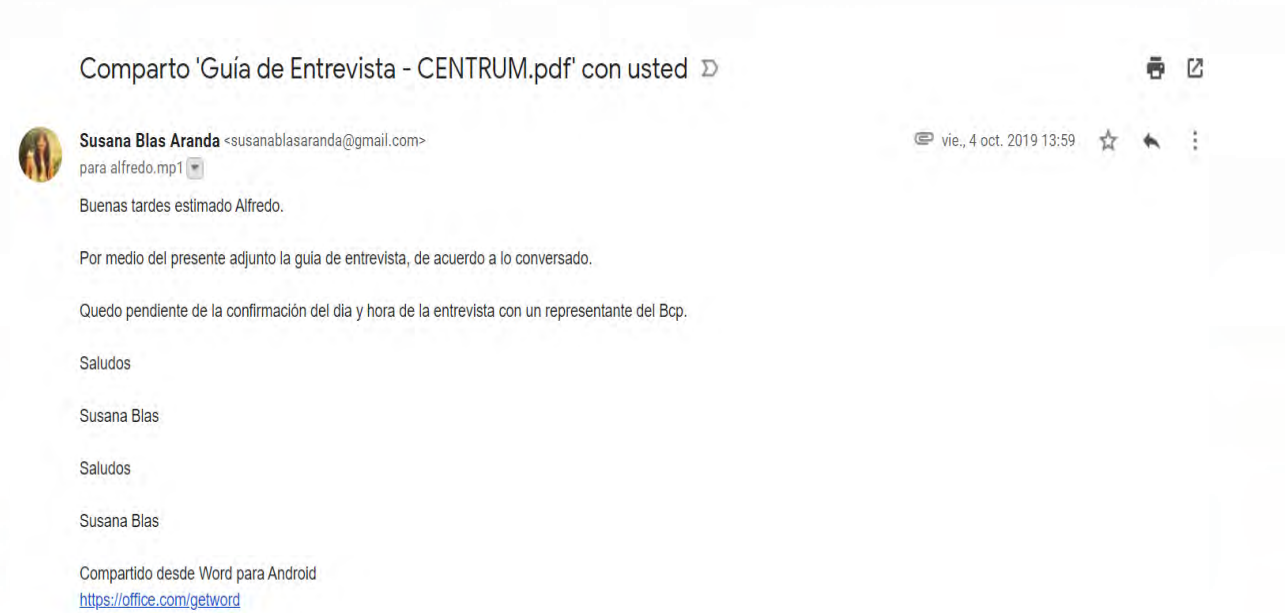 Comparto 'Guía de Entrevista - CENTRUM.pdf' con usted
Susana Blas Aranda <susanablasaranda@gmail.com>
vie., 4 oct. 2019 13:59
para alfredo.mp1
Buenas tardes estimado Alfredo.
Por medio del presente adjunto la guia de entrevista, de acuerdo a lo conversado.
Quedo pendiente de la confirmación del dia y hora de la entrevista con un representante del Bcp.
Saludos
Susana Blas
Saludos
Susana Blas
Compartido desde Word para Android
https://office.com/getword